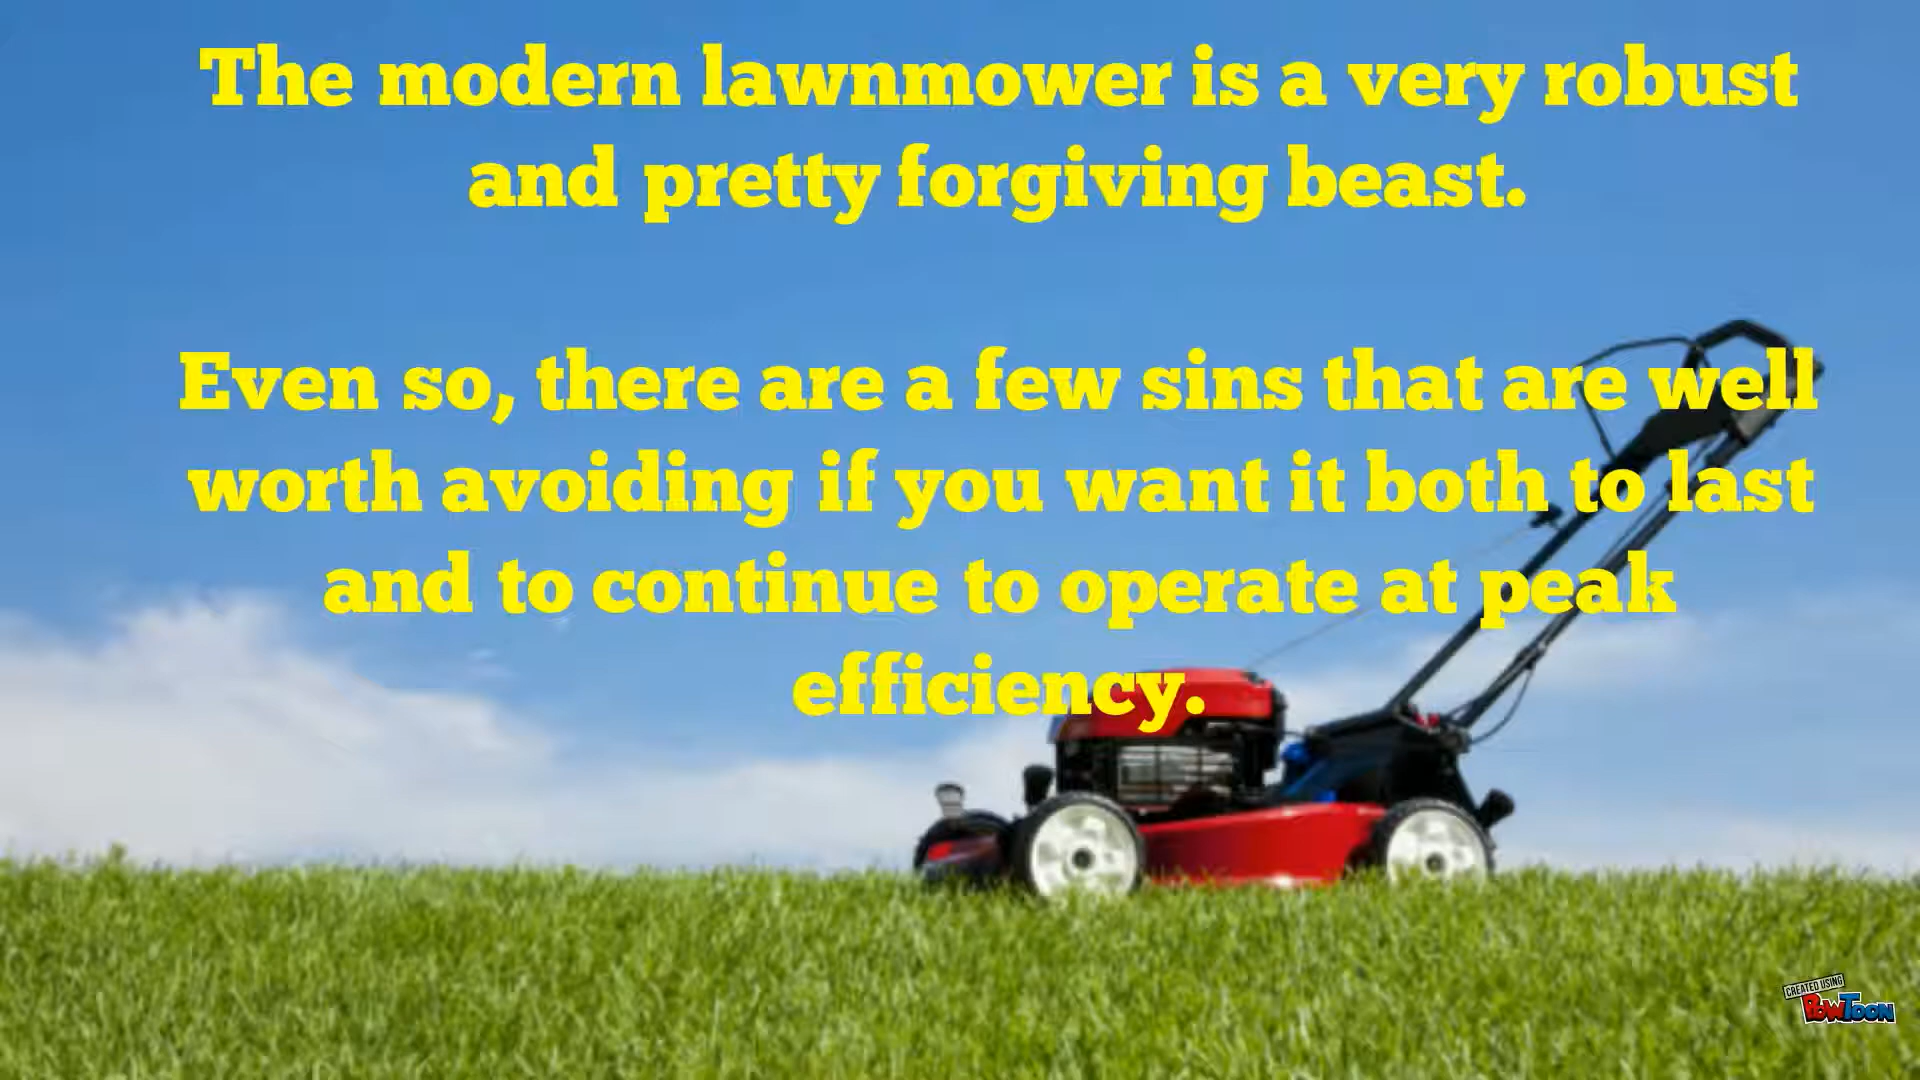 The modern lawnmower is a very robust
and pretty forgiving beast.
Even so, there are a few sins that are well
worth avoiding if you want it both to last
and to continue to operate at peak
efficiency.
CREATED USING
POWTOON